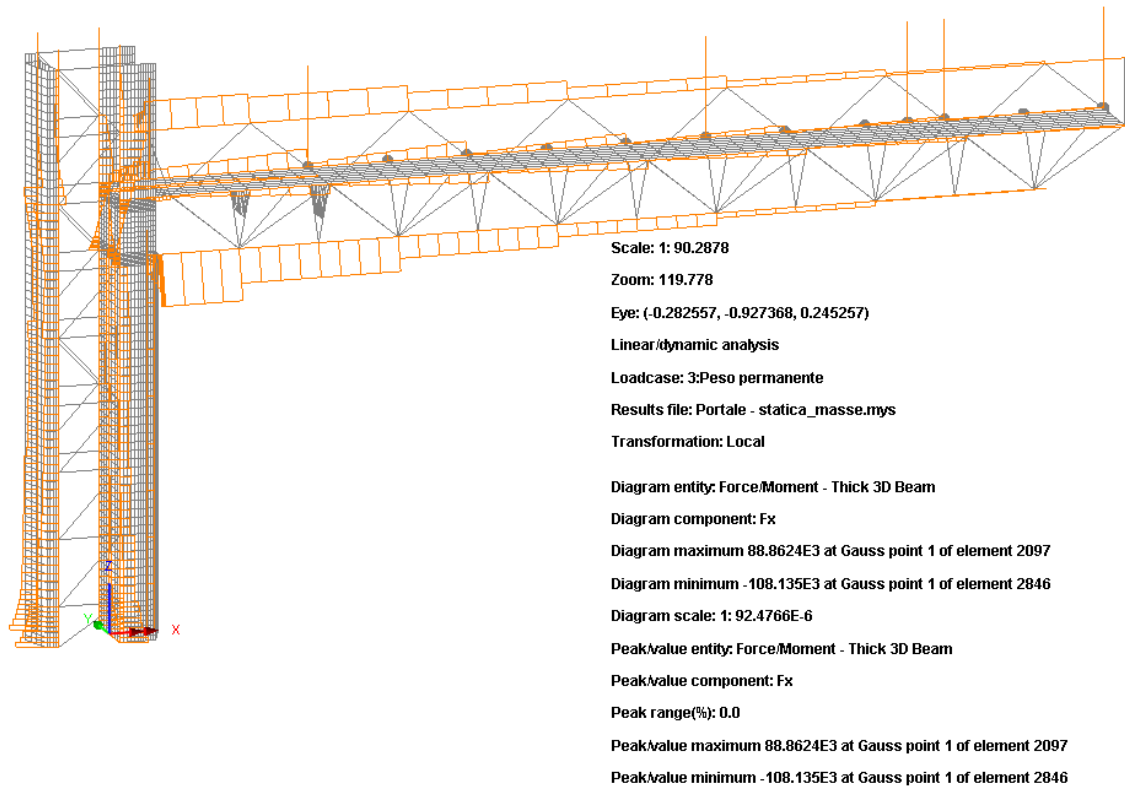 Scale: 1: 90.2878
Zoom: 119.778
Eye: (-0.282557, -0.927368, 0.245257)
Linear/dynamic analysis
Loadcase: 3:Peso permanente
Results file: Portale - statica_masse.mys
Transformation: Local
Diagram entity: Force/Moment - Thick 3D Beam
Diagram component: Fx
Diagram maximum 88.8624E3 at Gauss point 1 of element 2097
Diagram minimum -108.135E3 at Gauss point 1 of element 2846
Diagram scale: 1: 92.4766E-6
Peak/value entity: Force/Moment - Thick 3D Beam
Peak/value component: Fx
Peak range(%): 0.0
Peak/value maximum 88.8624E3 at Gauss point 1 of element 2097
Peak/value minimum -108.135E3 at Gauss point 1 of element 2846
Z
Y
X